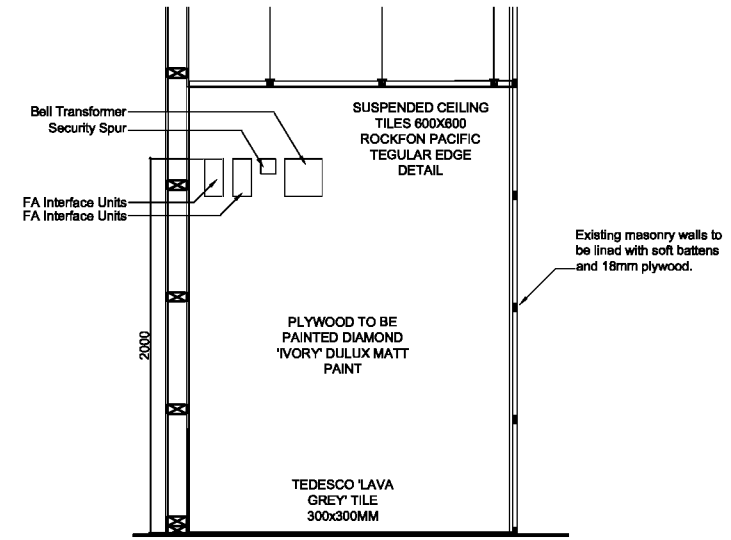 SUSPENDED CEILING
TILES 600X600
ROCKFON PACIFIC
TEGULAR EDGE
DETAIL
Bell Transformer
Security Spur
FA Interface Units
FA Interface Units
Existing masonry walls to
be lined with soft battens
and 18mm plywood.
2000
PLYWOOD TO BE
PAINTED DIAMOND
'IVORY' DULUX MATT
PAINT
TEDESCO 'LAVA
GREY' TILE
300x300MM